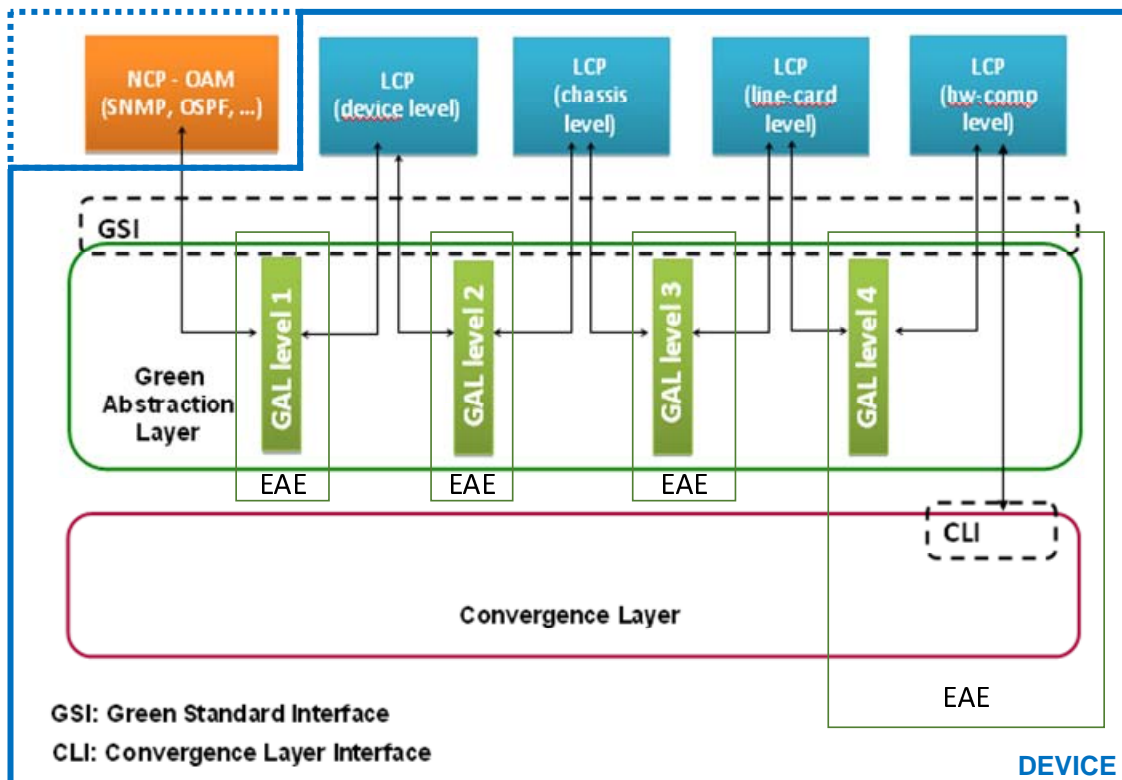 NCP - OAM
(SNMP, OSPF, ...)
LCP
(device level)
LCP
(chassis
level)
LCP
(line-card
level)
LCP
(hw-comp
level)
GSI
GAL level 1
GAL level 2
GAL level 3
GAL level 4
Green
Abstraction
Layer
EAE
EAE
EAE
CLI
Convergence Layer
EAE
GSI: Green Standard Interface
CLI: Convergence Layer Interface
DEVICE